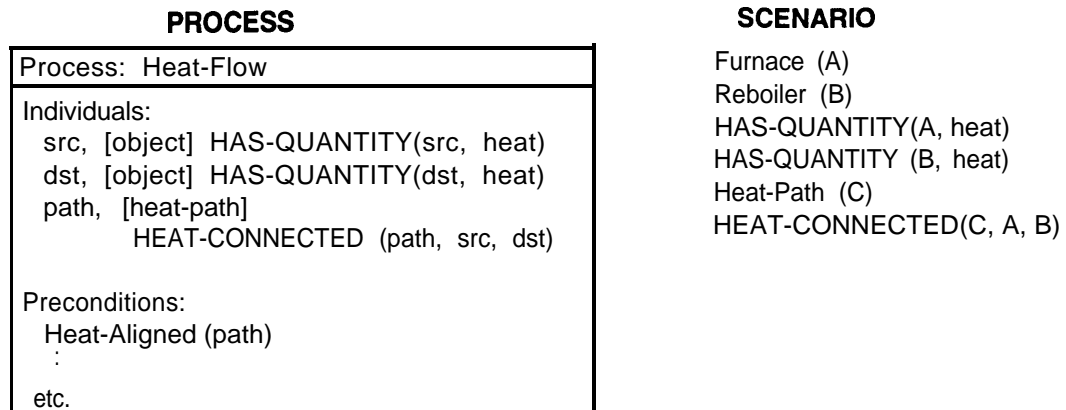 PROCESS
Process: Heat-Flow
Individuals:
src, [object] HAS-QUANTITY(src, heat)
dst, [object] HAS-QUANTITY(dst, heat)
path, [heat-path]
HEAT-CONNECTED (path, src, dst)
Preconditions:
Heat-Aligned (path)
:
etc.
SCENARIO
Furnace (A)
Reboiler (B)
HAS-QUANTITY(A, heat)
HAS-QUANTITY (B, heat)
Heat-Path (C)
HEAT-CONNECTED(C, A, B)